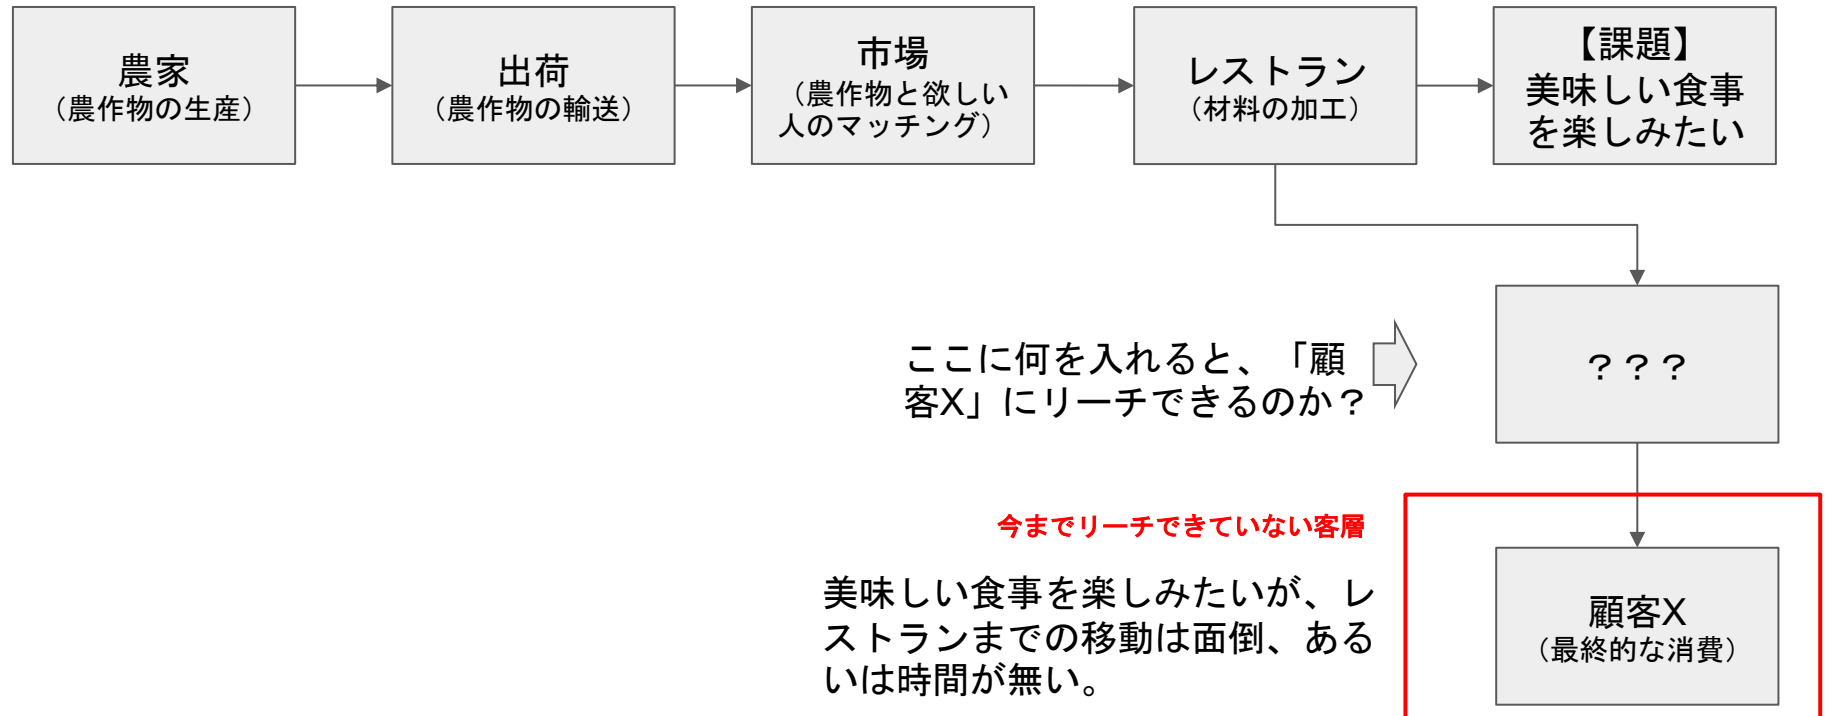 農家
（農作物の生産）
出荷
（農作物の輸送）
市場
（農作物と欲しい
人のマッチング）
レストラン
（材料の加工）
【課題】
美味しい食事
を楽しみたい
ここに何を入れると、「顧
客X」にリーチできるのか？
？？？
今までリーチできていない客層
美味しい食事を楽しみたいが、レ
ストランまでの移動は面倒、ある
いは時間が無い。
顧客X
（最終的な消費）